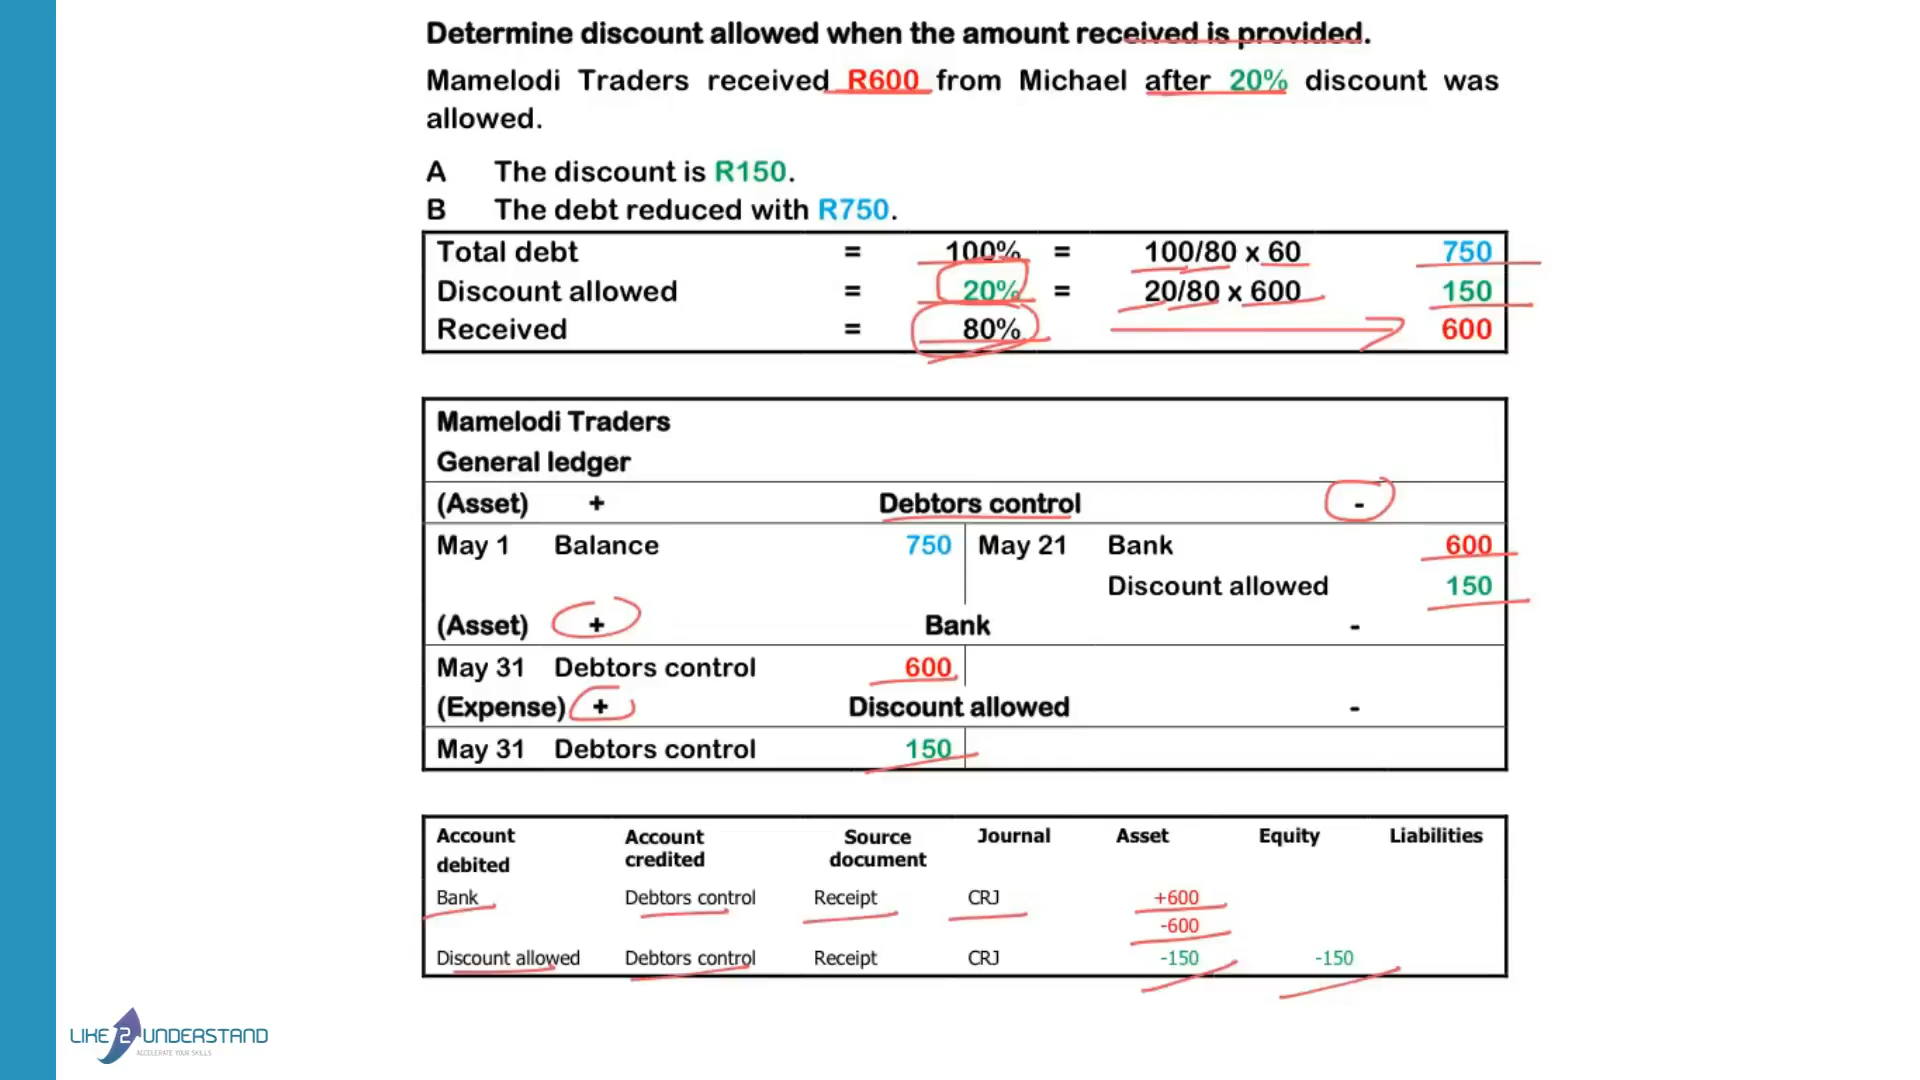 Determine discount allowed when the amount received is provided.
Mamelodi Traders received R600 from Michael after 20% discount was
allowed.
A The discount is R150.
B The debt reduced with R750.
Total debt = 100% = 100/80 x 60 750
Discount allowed = 20% = 20/80 x 600 150
Received = 80% 600
Mamelodi Traders
General ledger
(Asset) + Debtors control -
May 1 Balance 750 May 21 Bank 600
Discount allowed 150
(Asset) + Bank -
May 31 Debtors control 600
(Expense) + Discount allowed -
May 31 Debtors control 150
Account debited Account credited Source document Journal Asset Equity Liabilities
Bank Debtors control Receipt CRJ +600
-600
Discount allowed Debtors control Receipt CRJ -150 -150
LIKE 2 UNDERSTAND
ACCELERATE YOUR SKILLS